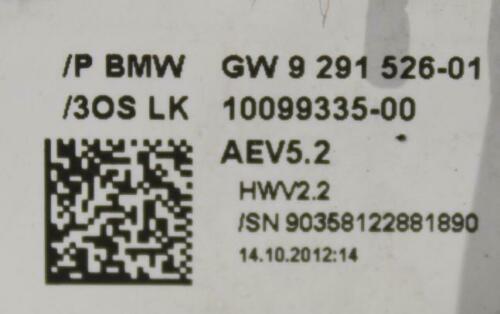 /P BMW GW 9 291 526-01
/3OS LK 10099335-00
AEV5.2
HWV2.2
/SN 90358122881890
14.10.2012:14